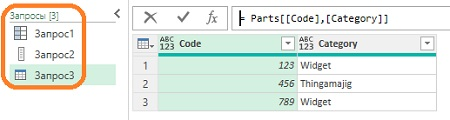 Запросы [3]
Запрос1
Запрос2
Запрос3
fx = Parts[[Code],[Category]]
ABC 123 Code ABC 123 Category
1 123 Widget
2 456 Thingamajig
3 789 Widget